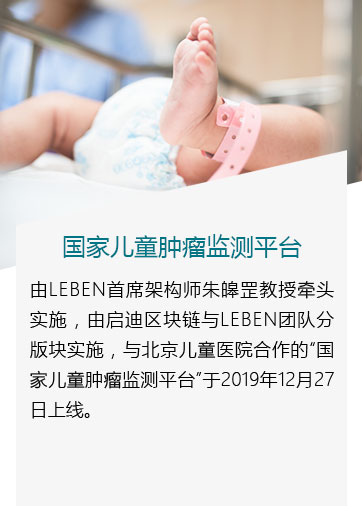 国家儿童肿瘤监测平台
由LEBEN首席架构师朱皞罡教授牵头
实施，由启迪区块链与LEBEN团队分
版块实施，与北京儿童医院合作的“国
家儿童肿瘤监测平台”于2019年12月27
日上线。